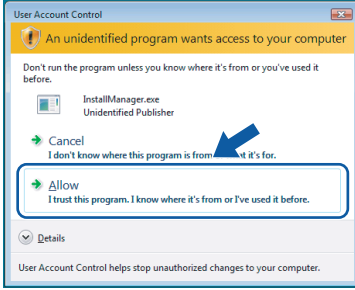 User Account Control
An unidentified program wants access to your computer
Don't run the program unless you know where it's from or you've used it
before.
InstallManager.exe
Unidentified Publisher
Cancel
I don't know where this program is from it's for.
Allow
I trust this program. I know where it's from or I've used it before.
Details
User Account Control helps stop unauthorized changes to your computer.